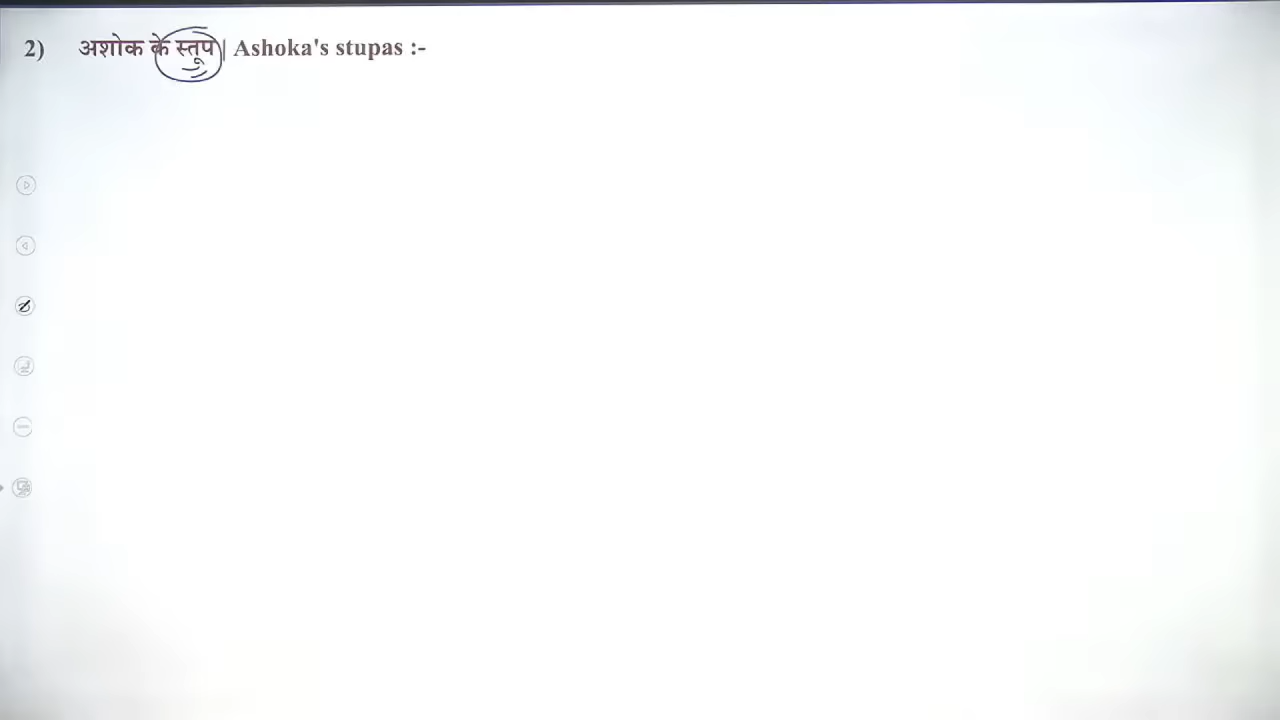 2) अशोक के स्तूप | Ashoka's stupas :-